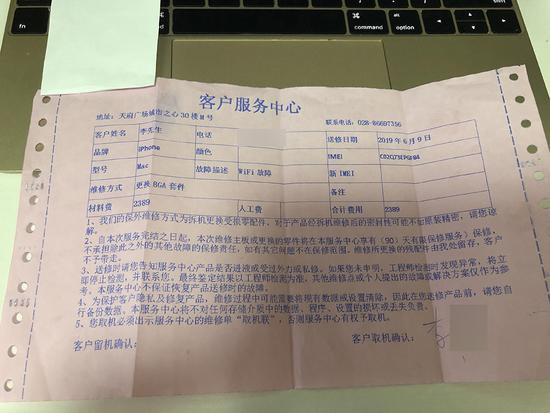 fn
control
option
command
command
option
客户服务中心
地址：天府广场城市之心30楼M号
联系电话：028-86697356
客户姓名 李先生 电话 送修日期 2019年6月9日
品牌 iPhone 颜色 IMEI
型号 Mac 故障描述 WiFi 故障 新 IMEI
维修方式 更换BGA 套件 备注
材料费 2389 人工费 合计费用 2389
1、我们的保外维修方式为拆机更换受损零配件，对于产品经拆机维修后的密封性可能不如原装精密，请您谅
解。
2、自本次服务完结之日起，本次维修主板或更换的零件将在本服务中心享有（90）天有限保修服务）保修，
不承担除此之外的其他故障的保修责任，如有其它问题不在保修范围，维修所更换的残配件由我处留存，客户
不予带走。
3、送修时请您告知服务中心产品是否进液或受过外力或私修。如果您未申明，工程师检测时发现异常，将立
即停止检测，并联系您。最终鉴定结果以工程师检测为准，其他维修点或个人提出的故障或解决方案仅作为参
考。本服务中心不保证恢复产品送修时的故障。
4、为保护客户隐私及修复产品，维修过程中可能需要将现有数据或设置清除，因此在您送修产品前，请您自
行备份数据。本服务中心将不对任何存储介质中的数据、程序、设置的损坏或丢失负责。
5、您取机必须出示服务中心的维修单“取机联”，否则服务中心有权予取机。
客户留机确认：
客户取机确认：
李